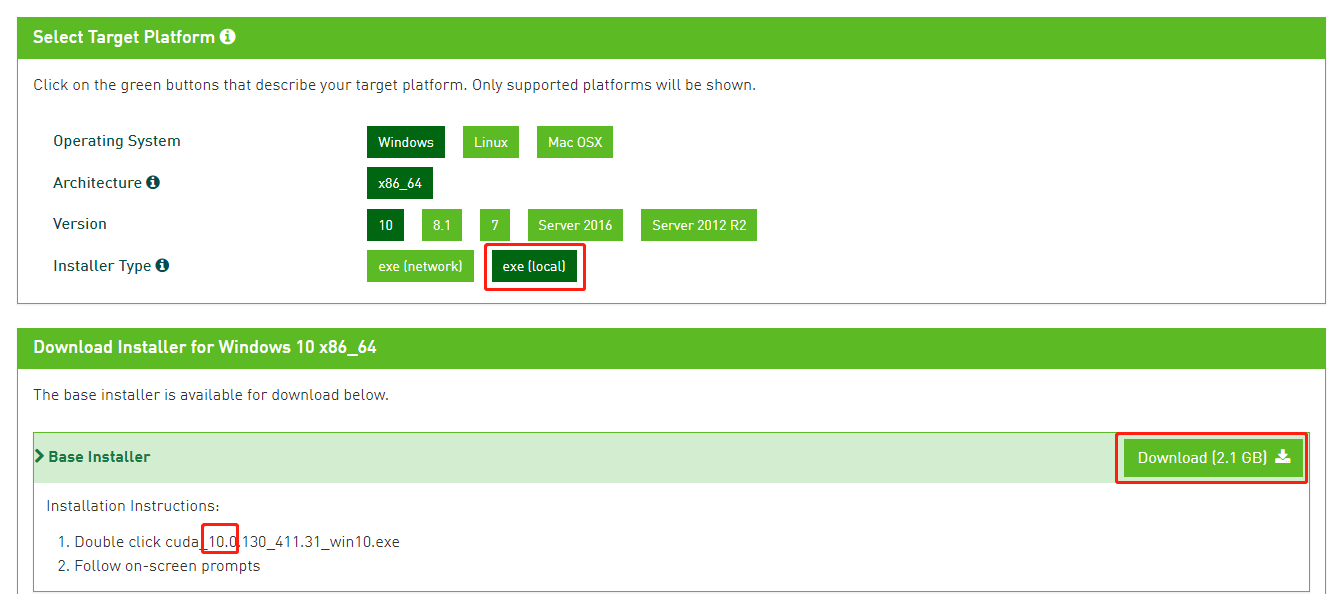 Select Target Platform
Click on the green buttons that describe your target platform. Only supported platforms will be shown.
Operating System Windows Linux Mac OSX
Architecture x86_64
Version 10 8.1 7 Server 2016 Server 2012 R2
Installer Type exe (network) exe (local)
Download Installer for Windows 10 x86_64
The base installer is available for download below.
Base Installer Download (2.1 GB)
Installation Instructions:
1. Double click cuda_10.0.130_411.31_win10.exe
2. Follow on-screen prompts